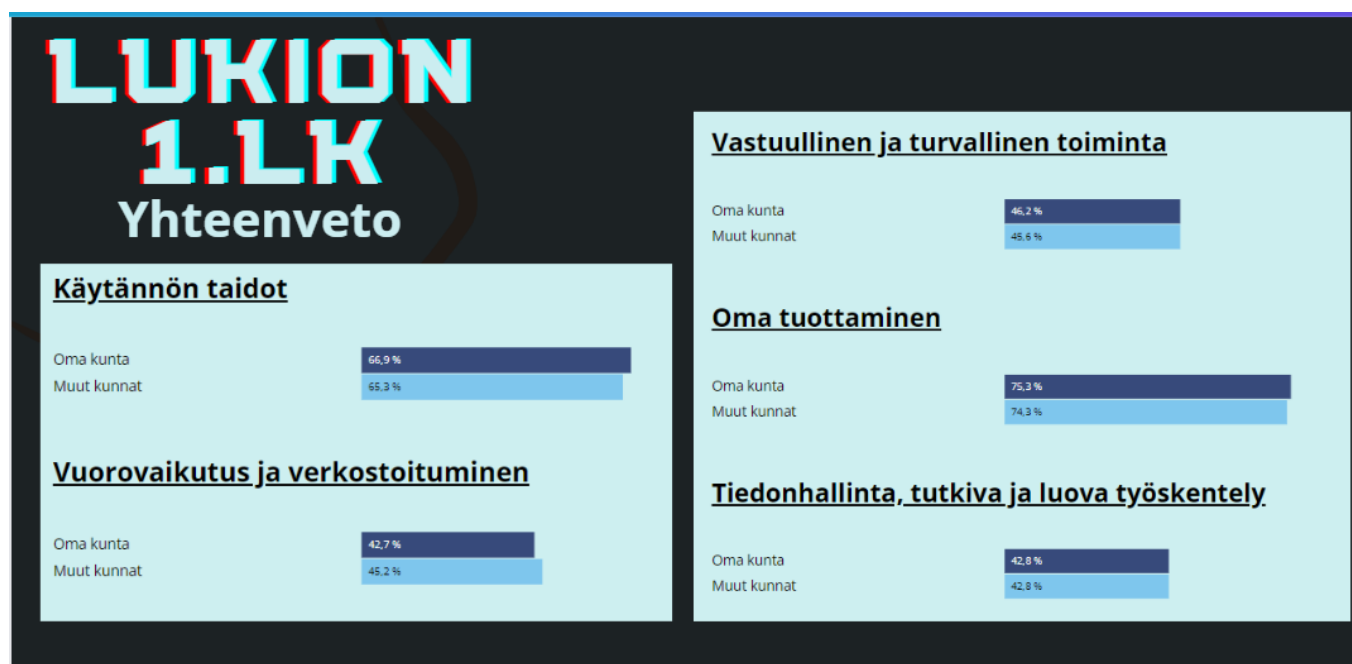 LUKION
1.LK
Yhteenveto
Käytännön taidot
Oma kunta 66,9 %
Muut kunnat 65,3 %
Vuorovaikutus ja verkostoituminen
Oma kunta 42,7 %
Muut kunnat 45,2 %
Vastuullinen ja turvallinen toiminta
Oma kunta 46,2 %
Muut kunnat 45,6 %
Oma tuottaminen
Oma kunta 75,3 %
Muut kunnat 74,3 %
Tiedonhallinta, tutkiva ja luova työskentely
Oma kunta 42,8 %
Muut kunnat 42,8 %